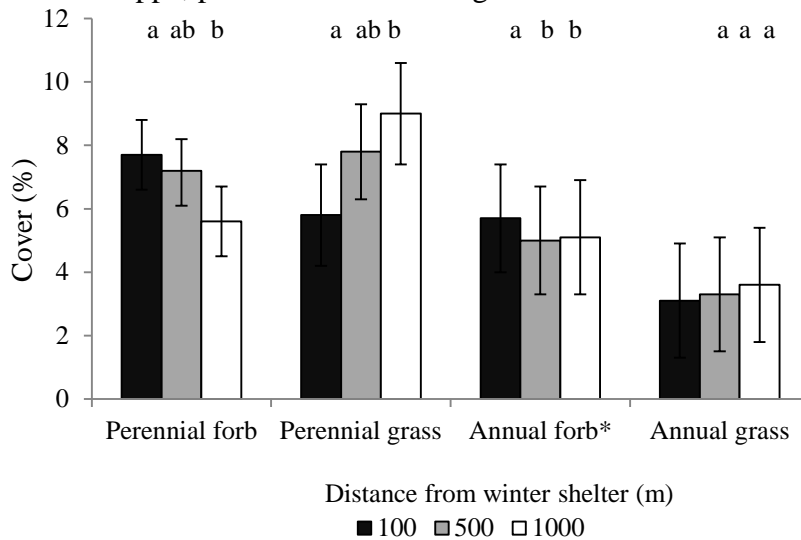 12
a ab b a ab b a b b a a a
10
8
6
4
2
0
Cover (%)
Perennial forb Perennial grass Annual forb* Annual grass
Distance from winter shelter (m)
100 500 1000